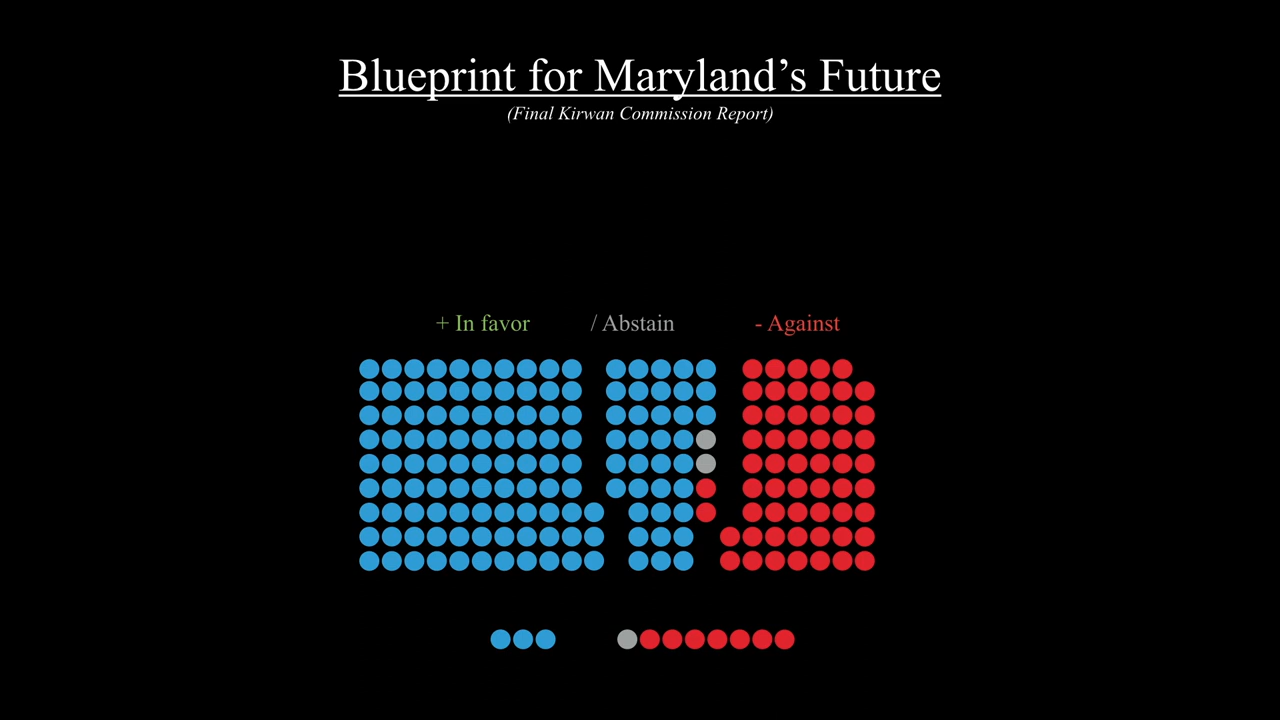 Blueprint for Maryland’s Future
(Final Kirwan Commission Report)
+ In favor / Abstain - Against